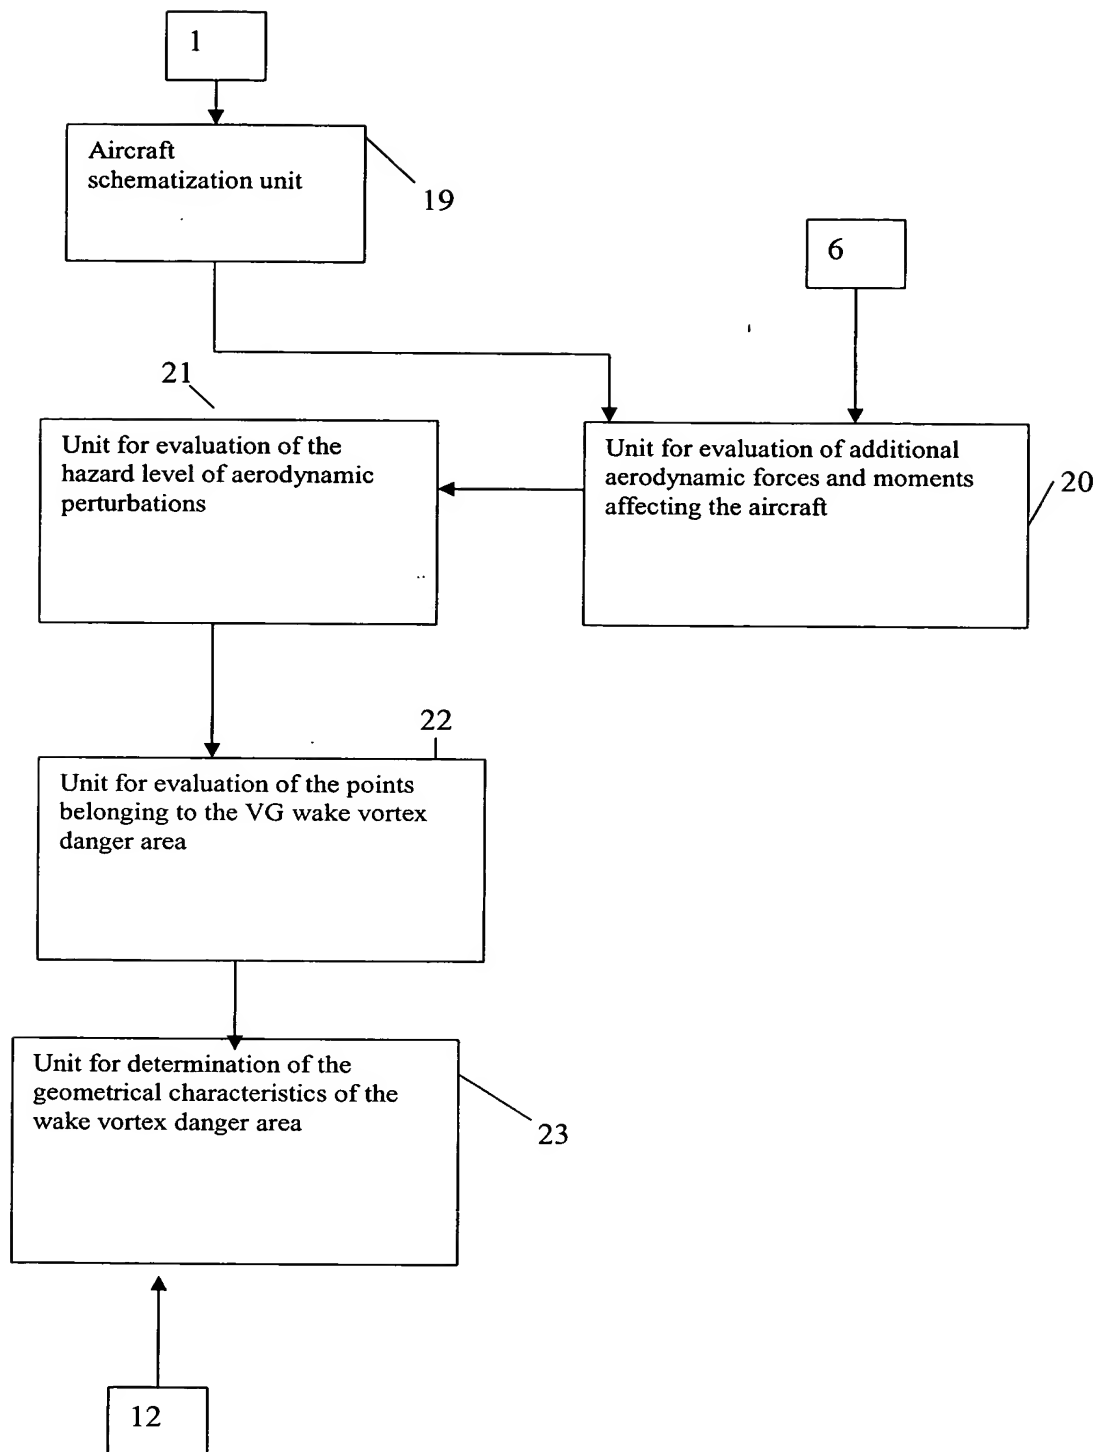 1
Aircraft
schematization unit
19
6
21
Unit for evaluation of the
hazard level of aerodynamic
perturbations
Unit for evaluation of additional
aerodynamic forces and moments
affecting the aircraft
20
22
Unit for evaluation of the points
belonging to the VG wake vortex
danger area
Unit for determination of the
geometrical characteristics of the
wake vortex danger area
23
12